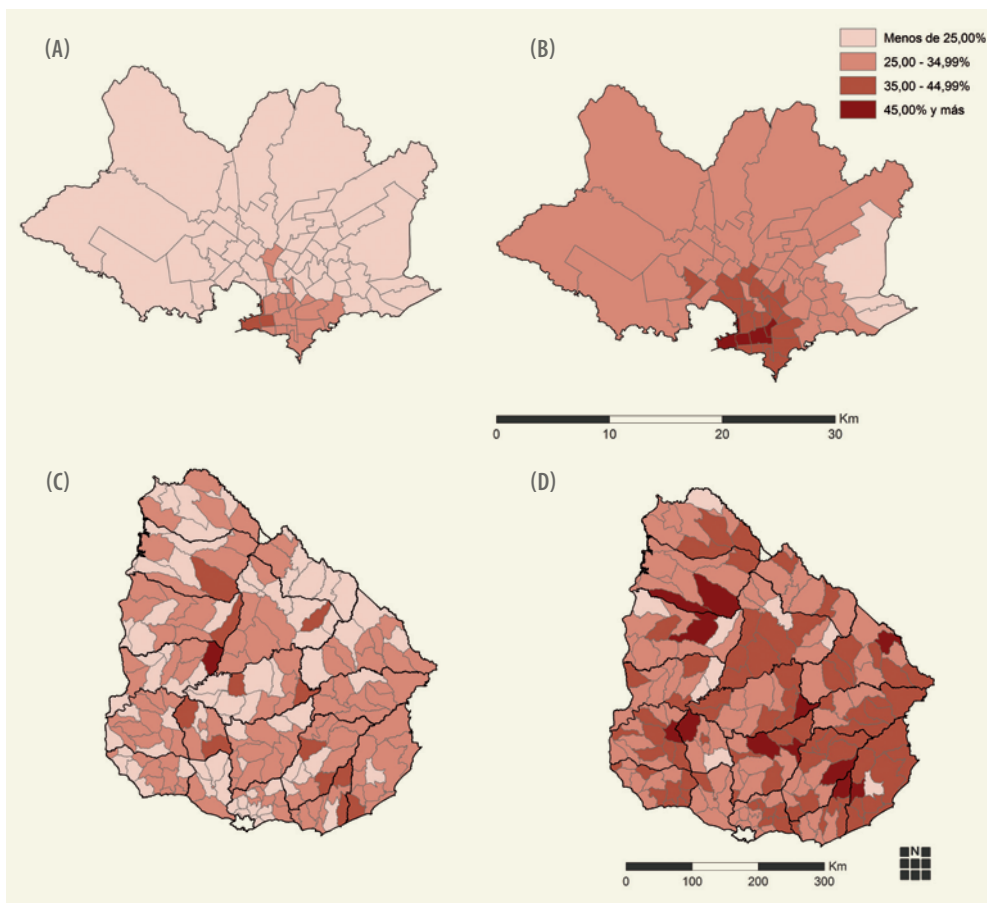 (A)
(B)
Menos de 25,00%
25,00 - 34,99%
35,00 - 44,99%
45,00% y más
Km
0 10 20 30
(C)
(D)
N
Km
0 100 200 300